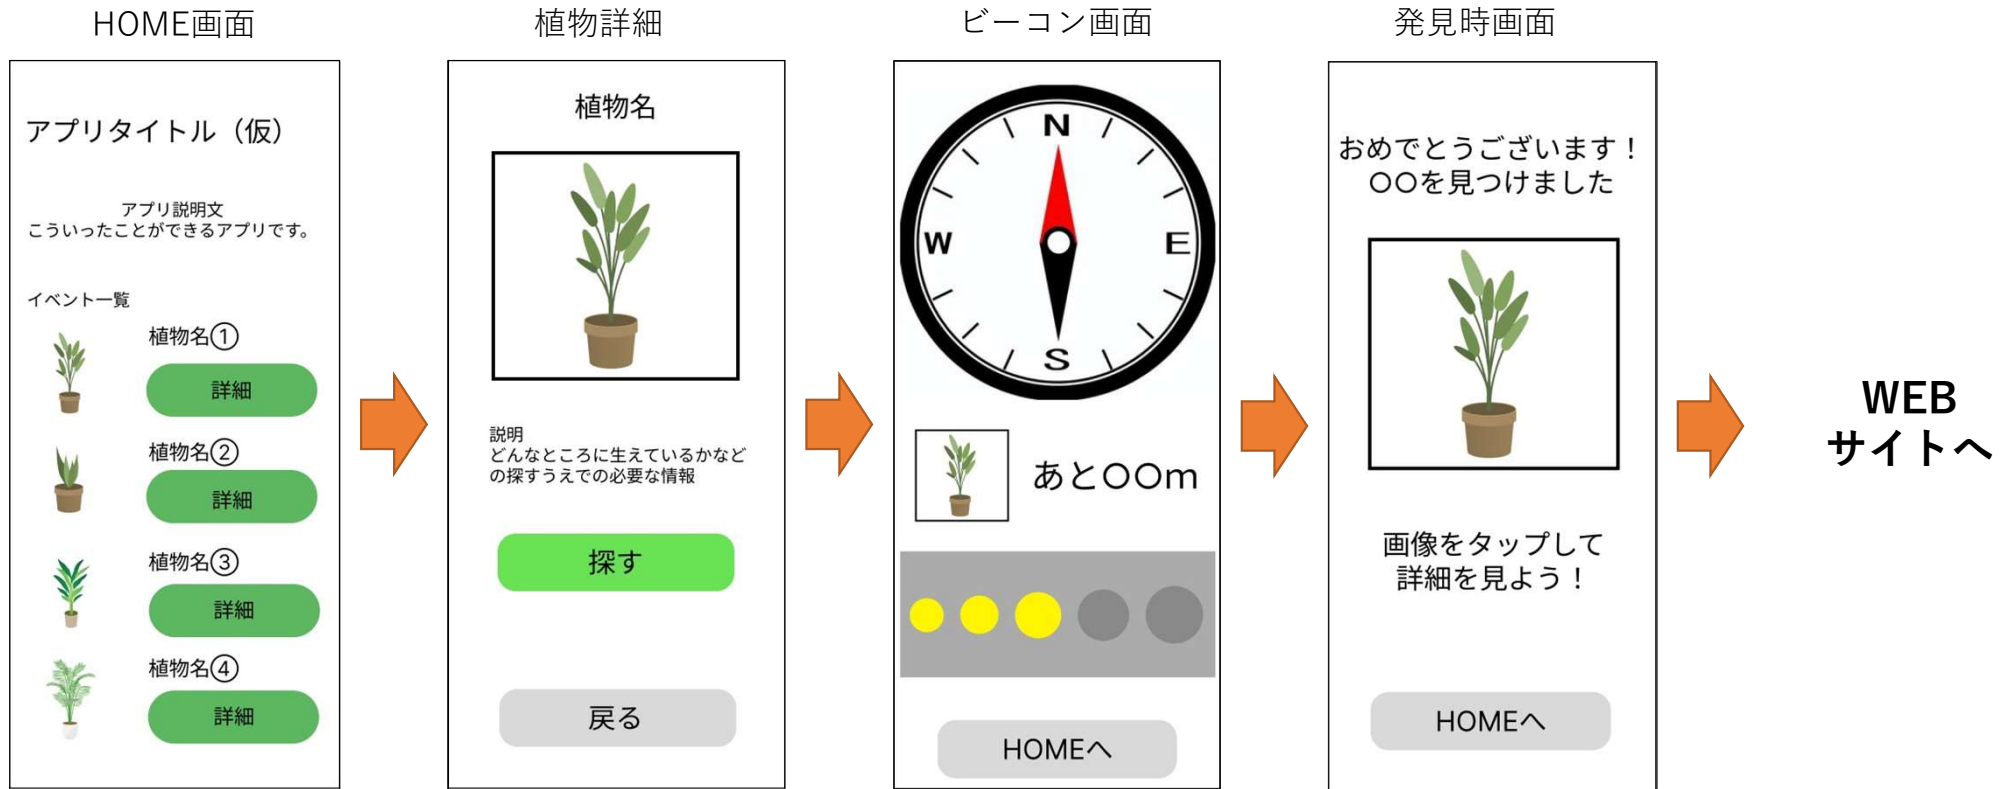 HOME画面
アプリタイトル（仮）
アプリ説明文
こういったことができるアプリです。
イベント一覧
植物名①
詳細
植物名②
詳細
植物名③
詳細
植物名④
詳細
植物詳細
植物名
説明
どんなところに生えているかなど
の探すうえでの必要な情報
探す
戻る
ビーコン画面
N
W
E
S
あと〇〇m
HOMEへ
発見時画面
おめでとうございます！
〇〇を見つけました
画像をタップして
詳細を見よう！
HOMEへ
WEB
サイトへ